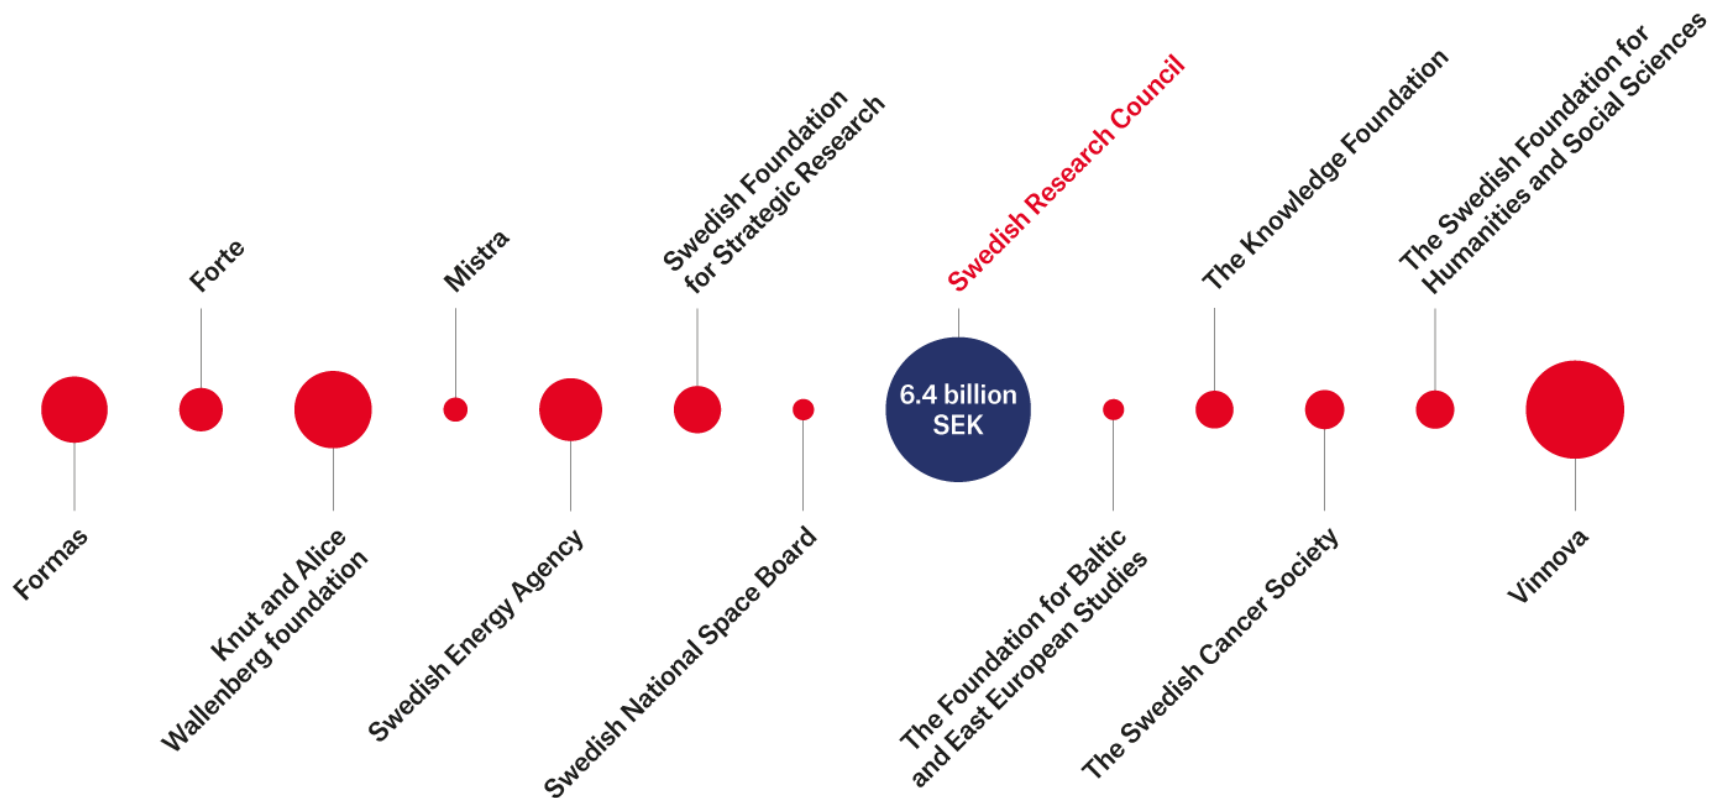 Formas
Forte
Knut and Alice
Wallenberg foundation
Mistra
Swedish Energy Agency
Swedish Foundation
for Strategic Research
Swedish National Space Board
Swedish Research Council
6.4 billion
SEK
The Foundation for Baltic
and East European Studies
The Knowledge Foundation
The Swedish Cancer Society
The Swedish Foundation for
Humanities and Social Sciences
Vinnova